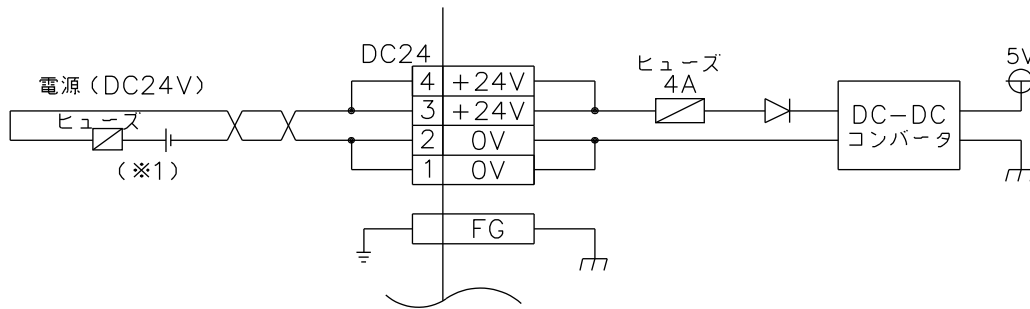 DC24
電源(DC24V)
ヒューズ
(※1)
4 +24V
3 +24V
2 0V
1 0V
FG
ヒューズ
4A
DC-DC
コンバータ
5V